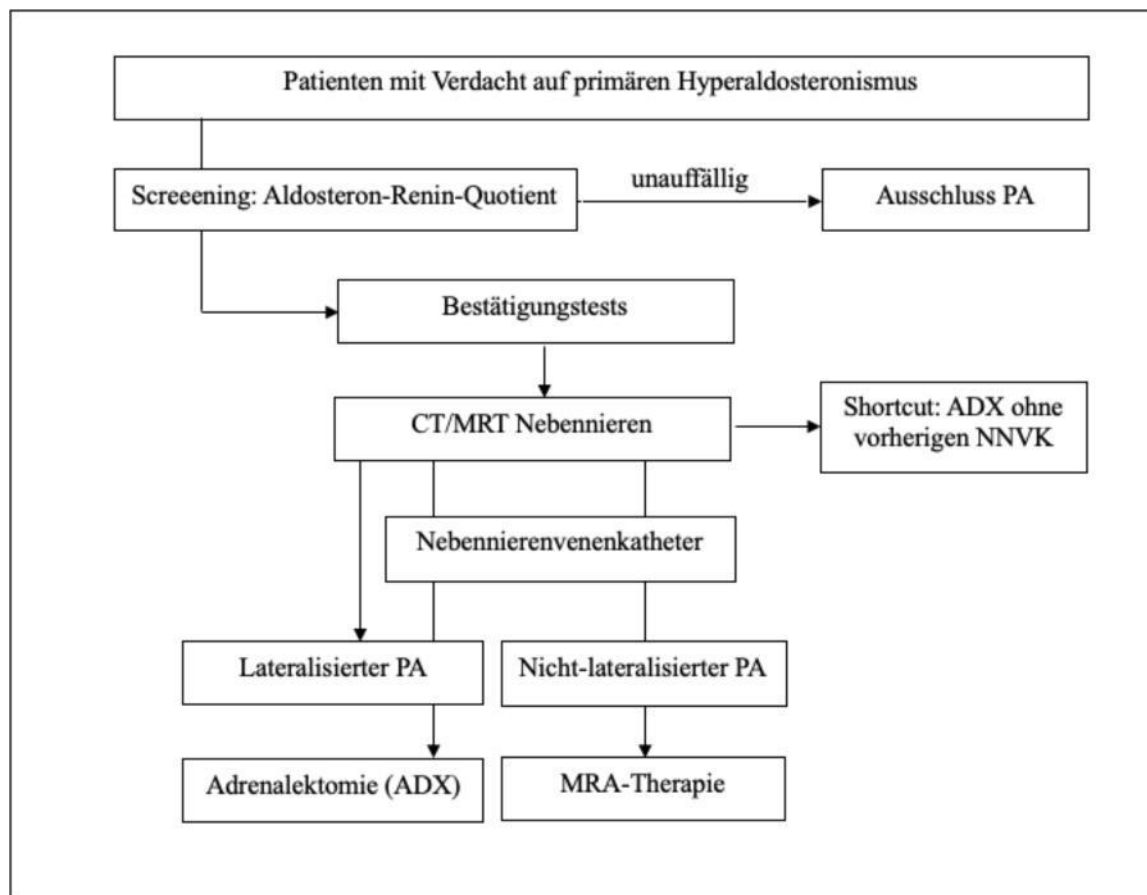 Patienten mit Verdacht auf primären Hyperaldosteronismus
Screeening: Aldosteron-Renin-Quotient
unauffällig
Ausschluss PA
Bestätigungstests
CT/MRT Nebennieren
Shortcut: ADX ohne
vorherigen NNVK
Nebennierenvenenkatheter
Lateralisierter PA
Nicht-lateralisierter PA
Adrenalektomie (ADX)
MRA-Therapie